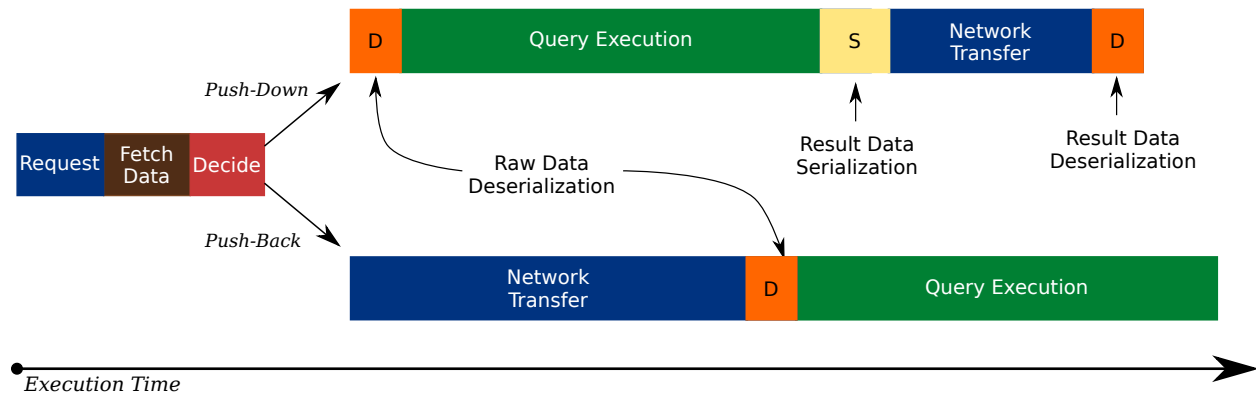 D
Query Execution
S
Network
Transfer
D
Push-Down
Request
Fetch
Data
Decide
Raw Data
Deserialization
Result Data
Serialization
Result Data
Deserialization
Push-Back
Network
Transfer
D
Query Execution
Execution Time